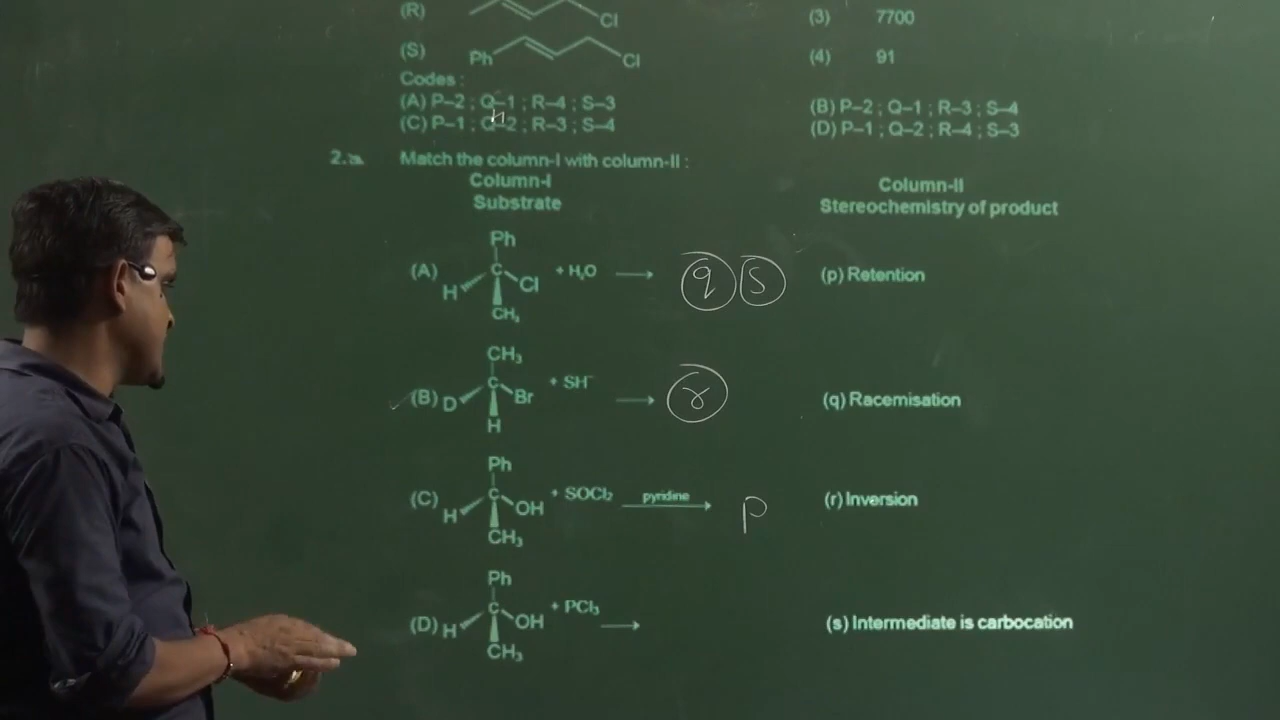 (R) Cl (3) 7700
(S) Ph Cl (4) 91
Codes :
(A) P–2 ; Q–1 ; R–4 ; S–3 (B) P–2 ; Q–1 ; R–3 ; S–4
(C) P–1 ; Q–2 ; R–3 ; S–4 (D) P–1 ; Q–2 ; R–4 ; S–3
2. Match the column-I with column-II :
Column-I Column-II
Substrate Stereochemistry of product
Ph
(A) H C Cl + H₂O → q s (p) Retention
CH₃
CH₃
(B) D C Br + SH⁻ → r (q) Racemisation
H
Ph
(C) H C OH + SOCl₂ pyridine → p (r) Inversion
CH₃
Ph
(D) H C OH + PCl₃ → (s) Intermediate is carbocation
CH₃